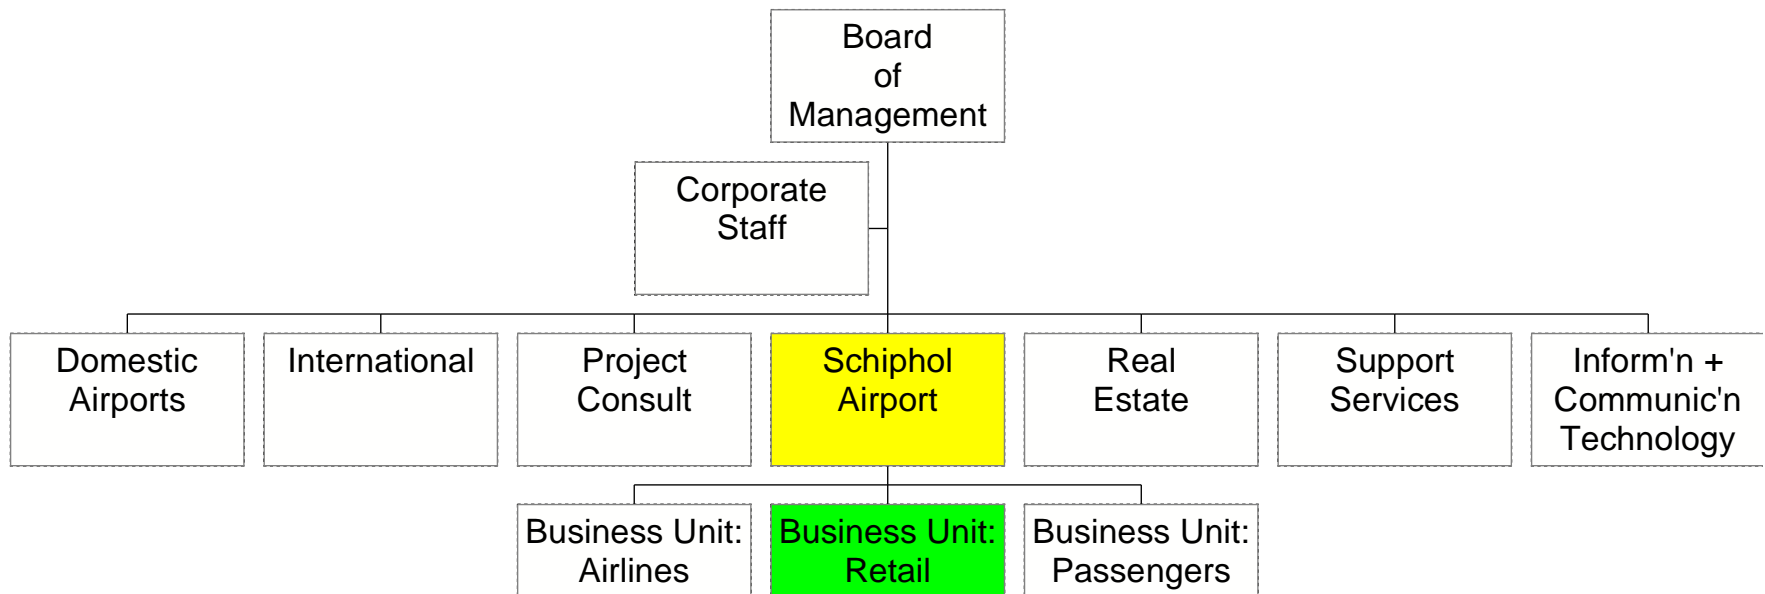 Board
of
Management
Corporate
Staff
Domestic
Airports
International
Project
Consult
Schiphol
Airport
Real
Estate
Support
Services
Inform'n +
Communic'n
Technology
Business Unit:
Airlines
Business Unit:
Retail
Business Unit:
Passengers